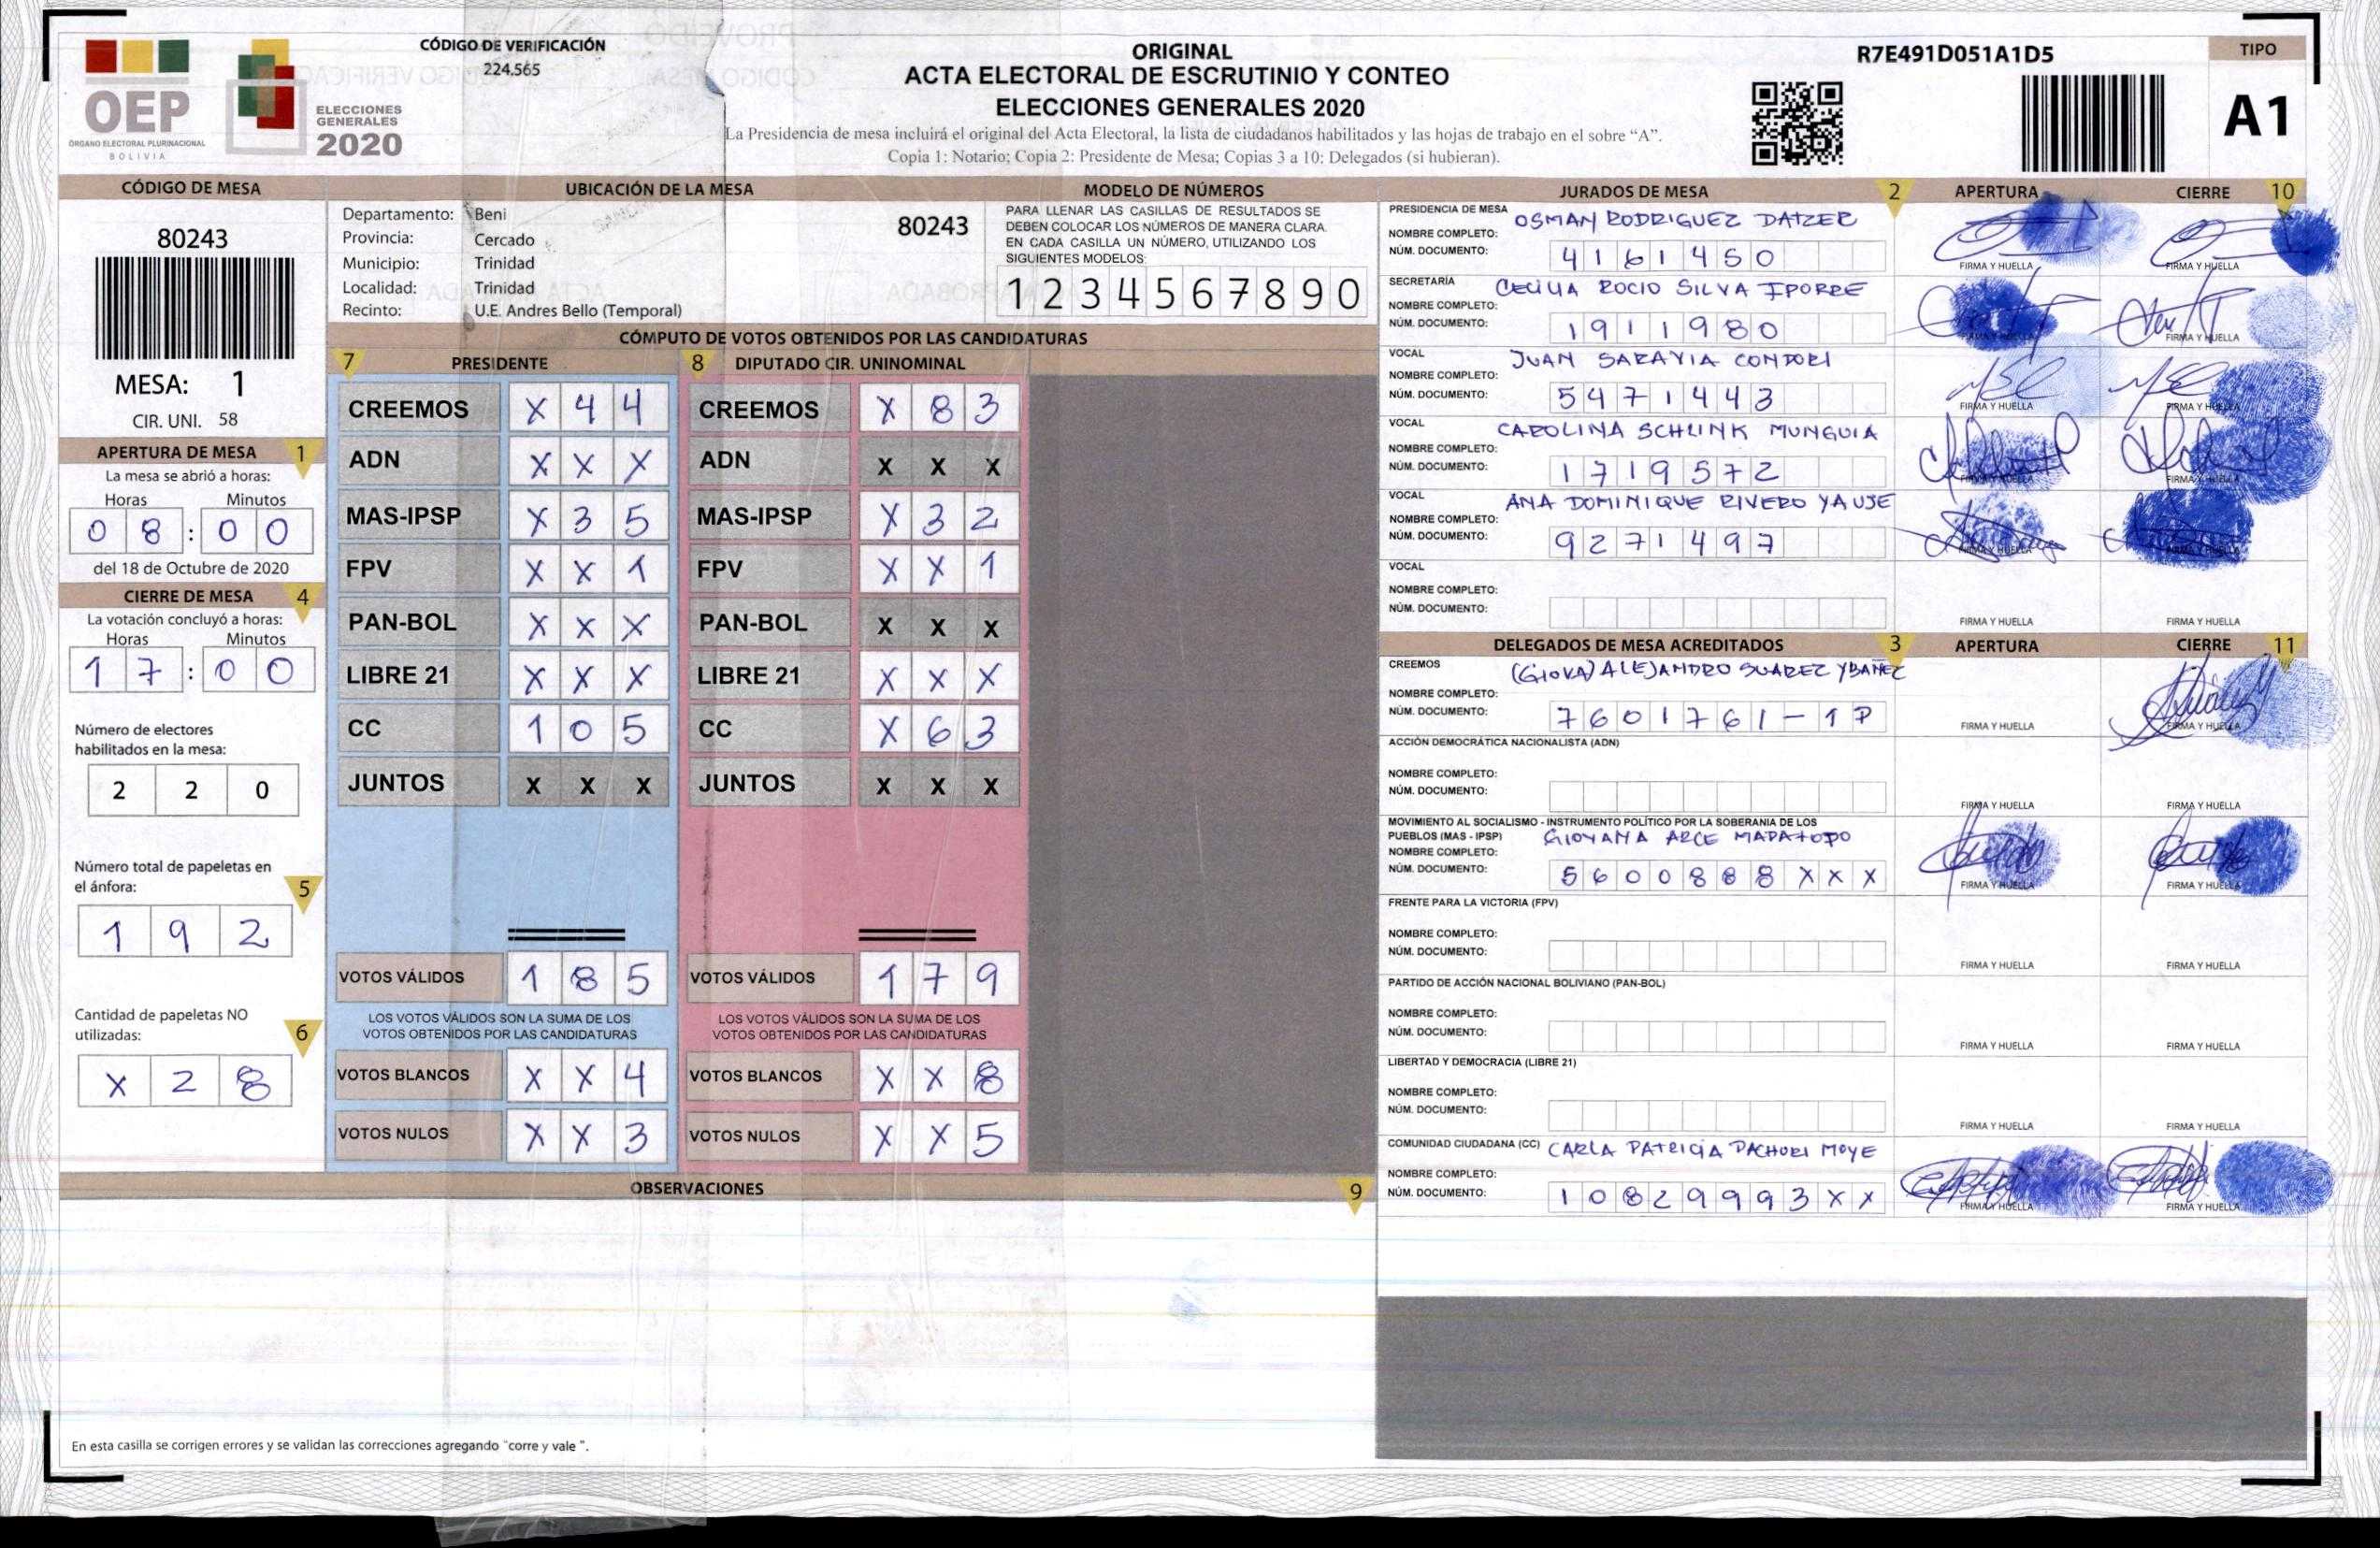 OEP
ÓRGANO ELECTORAL PLURINACIONAL
BOLIVIA
ELECCIONES
GENERALES
2020
CÓDIGO DE VERIFICACIÓN
224.565
ORIGINAL
ACTA ELECTORAL DE ESCRUTINIO Y CONTEO
ELECCIONES GENERALES 2020
La Presidencia de mesa incluirá el original del Acta Electoral, la lista de ciudadanos habilitados y las hojas de trabajo en el sobre “A”.
Copia 1: Notario; Copia 2: Presidente de Mesa; Copias 3 a 10: Delegados (si hubieran).
R7E491D051A1D5
TIPO
A1
CÓDIGO DE MESA
80243
MESA: 1
CIR. UNI. 58
APERTURA DE MESA 1
La mesa se abrió a horas:
Horas Minutos
0 8 : 0 0
del 18 de Octubre de 2020
CIERRE DE MESA 4
La votación concluyó a horas:
Horas Minutos
1 7 : 0 0
Número de electores
habilitados en la mesa:
2 2 0
Número total de papeletas en
el ánfora: 5
1 9 2
Cantidad de papeletas NO
utilizadas: 6
X 2 8
UBICACIÓN DE LA MESA
Departamento: Beni
Provincia: Cercado
Municipio: Trinidad
Localidad: Trinidad
Recinto: U.E. Andres Bello (Temporal)
80243
MODELO DE NÚMEROS
PARA LLENAR LAS CASILLAS DE RESULTADOS SE
DEBEN COLOCAR LOS NÚMEROS DE MANERA CLARA.
EN CADA CASILLA UN NÚMERO, UTILIZANDO LOS
SIGUIENTES MODELOS:
1 2 3 4 5 6 7 8 9 0
CÓMPUTO DE VOTOS OBTENIDOS POR LAS CANDIDATURAS
7 PRESIDENTE
CREEMOS X 4 4
ADN X X X
MAS-IPSP X 3 5
FPV X X 1
PAN-BOL X X X
LIBRE 21 X X X
CC 1 0 5
JUNTOS X X X
VOTOS VÁLIDOS 1 8 5
LOS VOTOS VÁLIDOS SON LA SUMA DE LOS
VOTOS OBTENIDOS POR LAS CANDIDATURAS
VOTOS BLANCOS X X 4
VOTOS NULOS X X 3
8 DIPUTADO CIR. UNINOMINAL
CREEMOS X 8 3
ADN X X X
MAS-IPSP X 3 2
FPV X X 1
PAN-BOL X X X
LIBRE 21 X X X
CC X 6 3
JUNTOS X X X
VOTOS VÁLIDOS 1 7 9
LOS VOTOS VÁLIDOS SON LA SUMA DE LOS
VOTOS OBTENIDOS POR LAS CANDIDATURAS
VOTOS BLANCOS X X 8
VOTOS NULOS X X 5
OBSERVACIONES 9
En esta casilla se corrigen errores y se validan las correcciones agregando "corre y vale ".
JURADOS DE MESA 2 APERTURA CIERRE 10
PRESIDENCIA DE MESA
NOMBRE COMPLETO: OSMAN RODRIGUEZ DATZER
NÚM. DOCUMENTO: 4 1 6 1 4 5 0
FIRMA Y HUELLA FIRMA Y HUELLA
SECRETARÍA
NOMBRE COMPLETO: CECILIA ROCIO SILVA IPORRE
NÚM. DOCUMENTO: 1 9 1 1 9 8 0
FIRMA Y HUELLA
VOCAL
NOMBRE COMPLETO: JUAN SARAVIA CONDORI
NÚM. DOCUMENTO: 5 4 7 1 4 4 3
FIRMA Y HUELLA FIRMA Y HUELLA
VOCAL
NOMBRE COMPLETO: CAROLINA SCHLINK MUNGUIA
NÚM. DOCUMENTO: 1 7 1 9 5 7 2
FIRMA Y HUELLA FIRMA Y HUELLA
VOCAL
NOMBRE COMPLETO: ANA DOMINIQUE RIVERO YAUJE
NÚM. DOCUMENTO: 9 2 7 1 4 9 7
FIRMA Y HUELLA FIRMA Y HUELLA
VOCAL
NOMBRE COMPLETO:
NÚM. DOCUMENTO:
FIRMA Y HUELLA FIRMA Y HUELLA
DELEGADOS DE MESA ACREDITADOS 3 APERTURA CIERRE 11
CREEMOS
NOMBRE COMPLETO: (GIOVA) ALEJANDRO SUAREZ YBAÑEZ
NÚM. DOCUMENTO: 7 6 0 1 7 6 1 - 1 P
FIRMA Y HUELLA FIRMA Y HUELLA
ACCIÓN DEMOCRÁTICA NACIONALISTA (ADN)
NOMBRE COMPLETO:
NÚM. DOCUMENTO:
FIRMA Y HUELLA FIRMA Y HUELLA
MOVIMIENTO AL SOCIALISMO - INSTRUMENTO POLÍTICO POR LA SOBERANIA DE LOS
PUEBLOS (MAS - IPSP)
NOMBRE COMPLETO: GIOVANA ARCE
NÚM. DOCUMENTO: 5 6 0 0 8 8 8 X X X
FIRMA Y HUELLA FIRMA Y HUELLA
FRENTE PARA LA VICTORIA (FPV)
NOMBRE COMPLETO:
NÚM. DOCUMENTO:
FIRMA Y HUELLA FIRMA Y HUELLA
PARTIDO DE ACCIÓN NACIONAL BOLIVIANO (PAN-BOL)
NOMBRE COMPLETO:
NÚM. DOCUMENTO:
FIRMA Y HUELLA FIRMA Y HUELLA
LIBERTAD Y DEMOCRACIA (LIBRE 21)
NOMBRE COMPLETO:
NÚM. DOCUMENTO:
FIRMA Y HUELLA FIRMA Y HUELLA
COMUNIDAD CIUDADANA (CC)
NOMBRE COMPLETO: CARLA PATRICIA PACHURI MOYE
NÚM. DOCUMENTO: 1 0 8 2 9 9 9 3 X X
FIRMA Y HUELLA FIRMA Y HUELLA